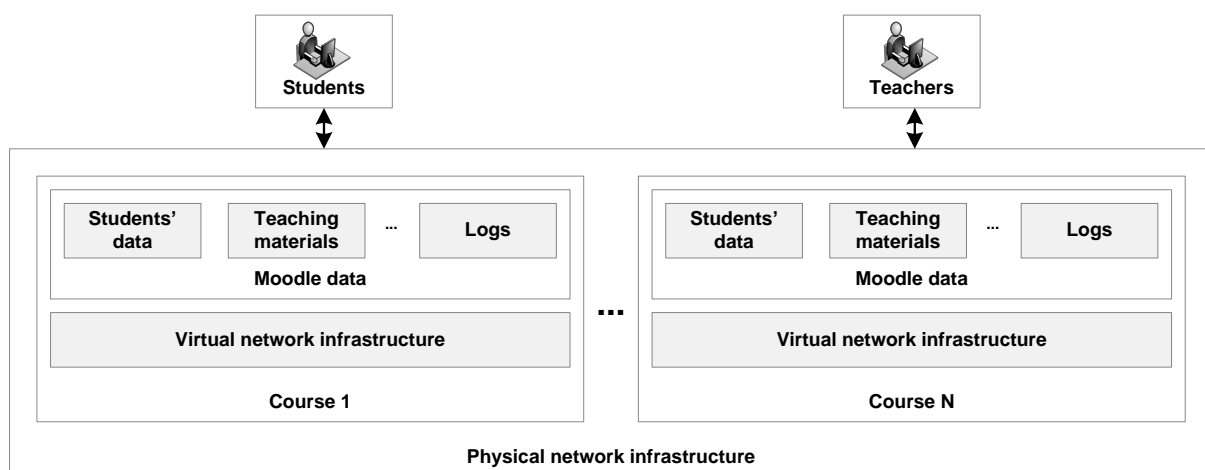 Students
Teachers
Students’
data
Teaching
materials
...
Logs
Moodle data
Virtual network infrastructure
Course 1
...
Students’
data
Teaching
materials
...
Logs
Moodle data
Virtual network infrastructure
Course N
Physical network infrastructure